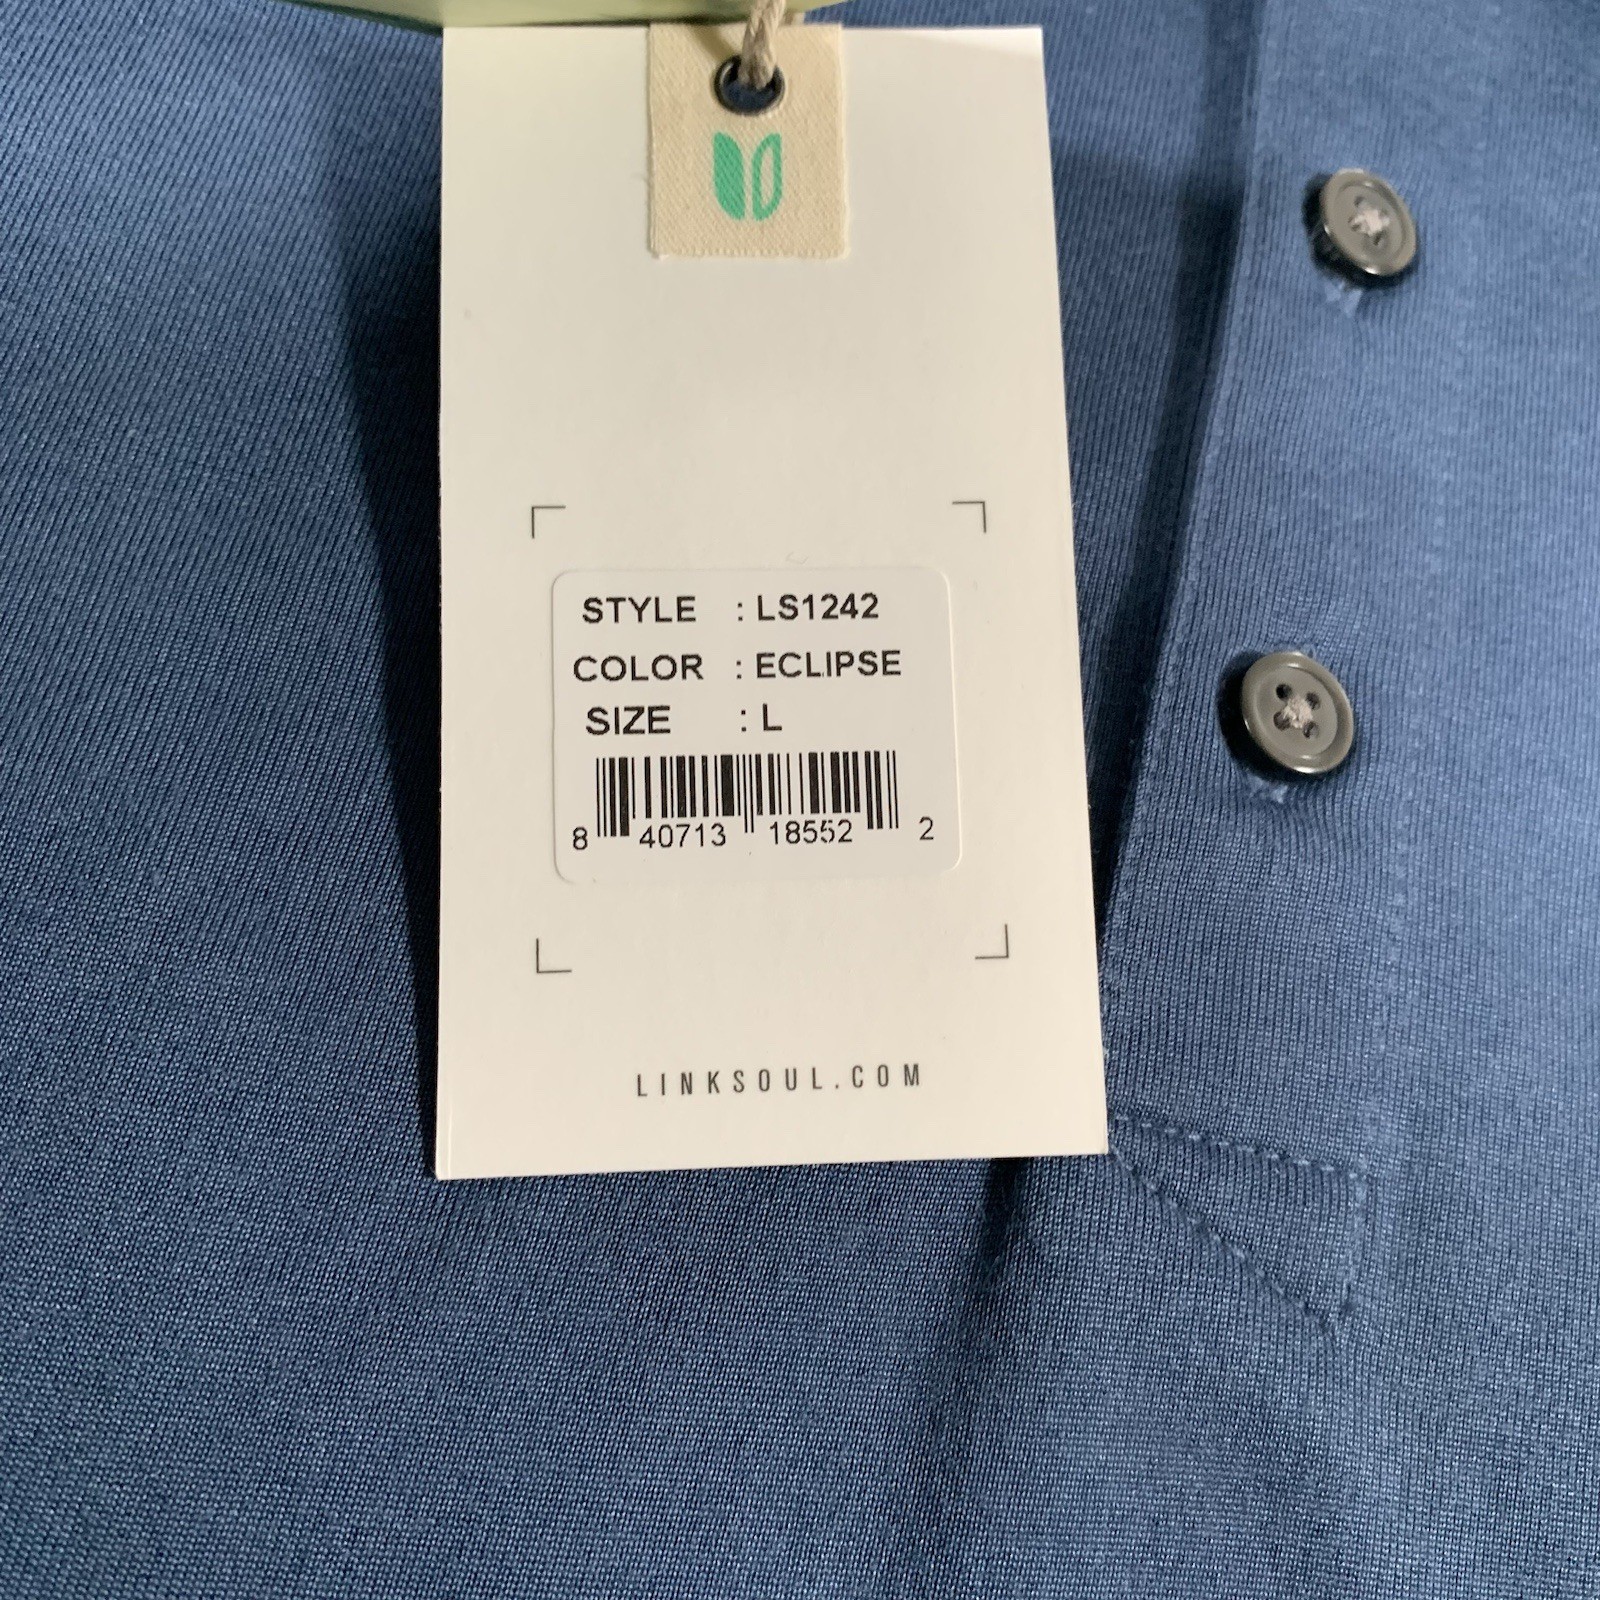 STYLE : LS1242
COLOR : ECLIPSE
SIZE : L
8 40713 18552 2
LINKSOUL.COM